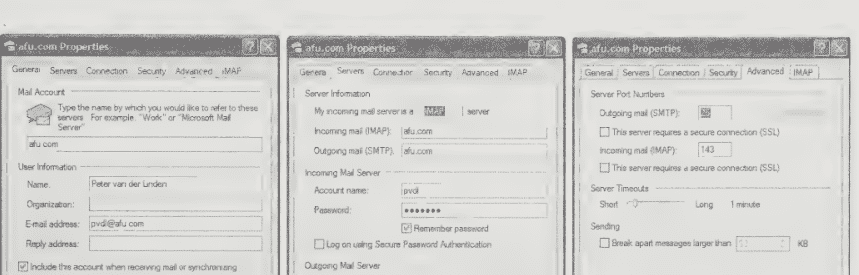 afu.com Properties
General Servers Connection Security Advanced IMAP
Mail Account
Type the name by which you would like to refer to these
servers. For example: "Work" or "Microsoft Mail
Server"
afu.com
User Information
Name: Peter van der Linden
Organization:
E-mail address: pvdl@afu.com
Reply address:
Include this account when receiving mail or synchronizing
afu.com Properties
General Servers Connection Security Advanced IMAP
Server Information
My incoming mail server is a IMAP server
Incoming mail (IMAP): afu.com
Outgoing mail (SMTP): afu.com
Incoming Mail Server
Account name: pvdl
Password: •••••••
Remember password
Log on using Secure Password Authentication
Outgoing Mail Server
afu.com Properties
General Servers Connection Security Advanced IMAP
Server Port Numbers
Outgoing mail (SMTP):
This server requires a secure connection (SSL)
Incoming mail (IMAP): 143
This server requires a secure connection (SSL)
Server Timeouts
Short Long 1 minute
Sending
Break apart messages larger than KB